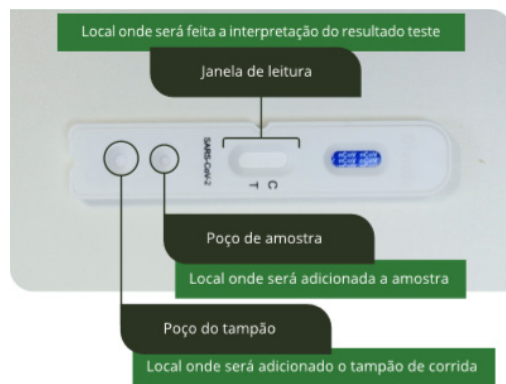 Local onde será feita a interpretação do resultado teste
Janela de leitura
SARS-CoV-2
C
T
Poço de amostra
Local onde será adicionada a amostra
Poço do tampão
Local onde será adicionado o tampão de corrida